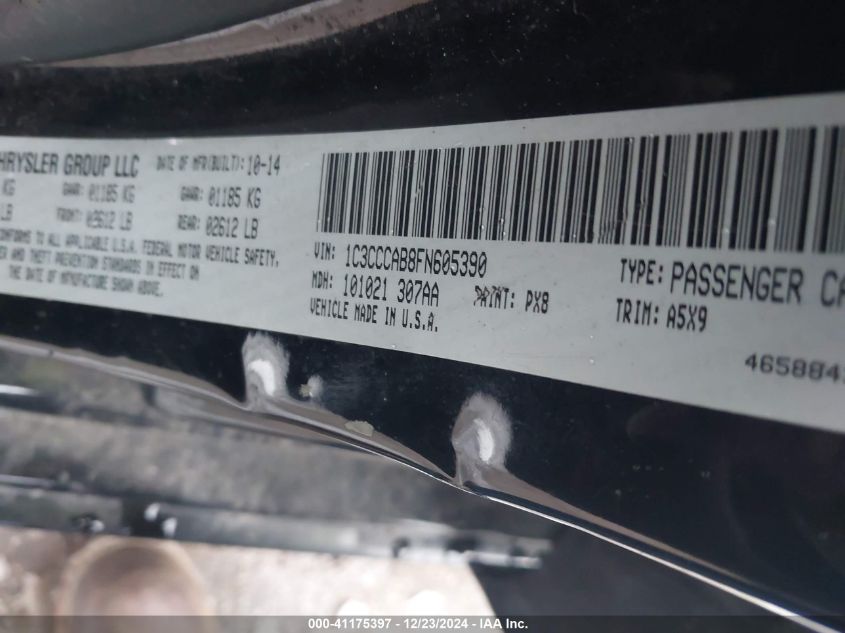 HRYSLER GROUP LLC DATE OF MFR(BUILT): 10-14
KG GAWR: 01185 KG GAWR: 01185 KG
LB FRONT: 02612 LB REAR: 02612 LB
CONFORMS TO ALL APPLICABLE U.S.A. FEDERAL MOTOR VEHICLE SAFETY,
ER AND THEFT PREVENTION STANDARDS IN EFFECT ON
THE DATE OF MANUFACTURE SHOWN ABOVE.
VIN: 1C3CCCAB8FN605390 TYPE: PASSENGER CA
MDH: 101021 307AA PAINT: PX8 TRIM: A5X9
VEHICLE MADE IN U.S.A.
465884
000-41175397 - 12/23/2024 - IAA Inc.